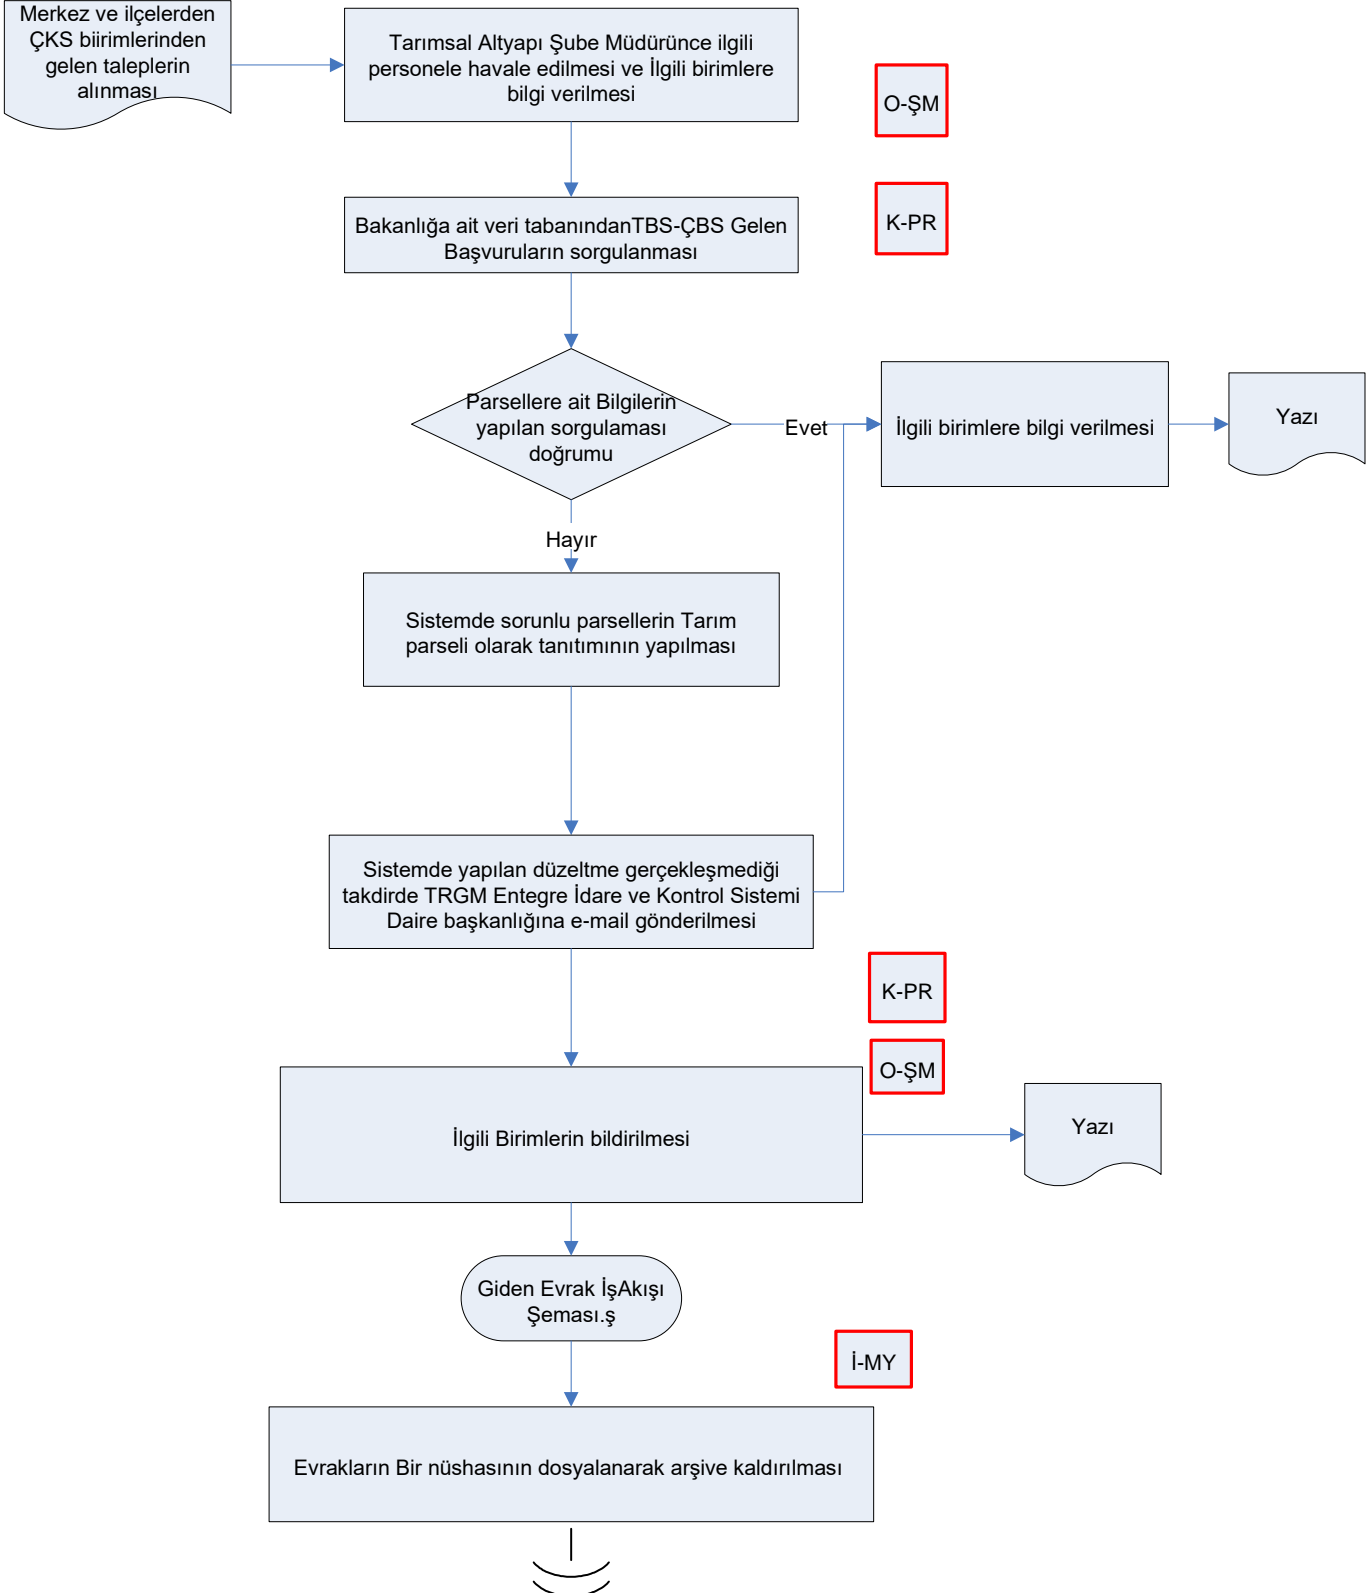 Merkez ve ilçelerden
ÇKS biirimlerinden
gelen taleplerin
alınması
Tarımsal Altyapı Şube Müdürünce ilgili
personele havale edilmesi ve İlgili birimlere
bilgi verilmesi
O-ŞM
K-PR
Bakanlığa ait veri tabanındanTBS-ÇBS Gelen
Başvuruların sorgulanması
Parsellere ait Bilgilerin
yapılan sorgulaması
doğrumu
Evet
İlgili birimlere bilgi verilmesi
Yazı
Hayır
Sistemde sorunlu parsellerin Tarım
parseli olarak tanıtımının yapılması
Sistemde yapılan düzeltme gerçekleşmediği
takdirde TRGM Entegre İdare ve Kontrol Sistemi
Daire başkanlığına e-mail gönderilmesi
K-PR
O-ŞM
İlgili Birimlerin bildirilmesi
Yazı
Giden Evrak İşAkışı
Şeması.ş
İ-MY
Evrakların Bir nüshasının dosyalanarak arşive kaldırılması